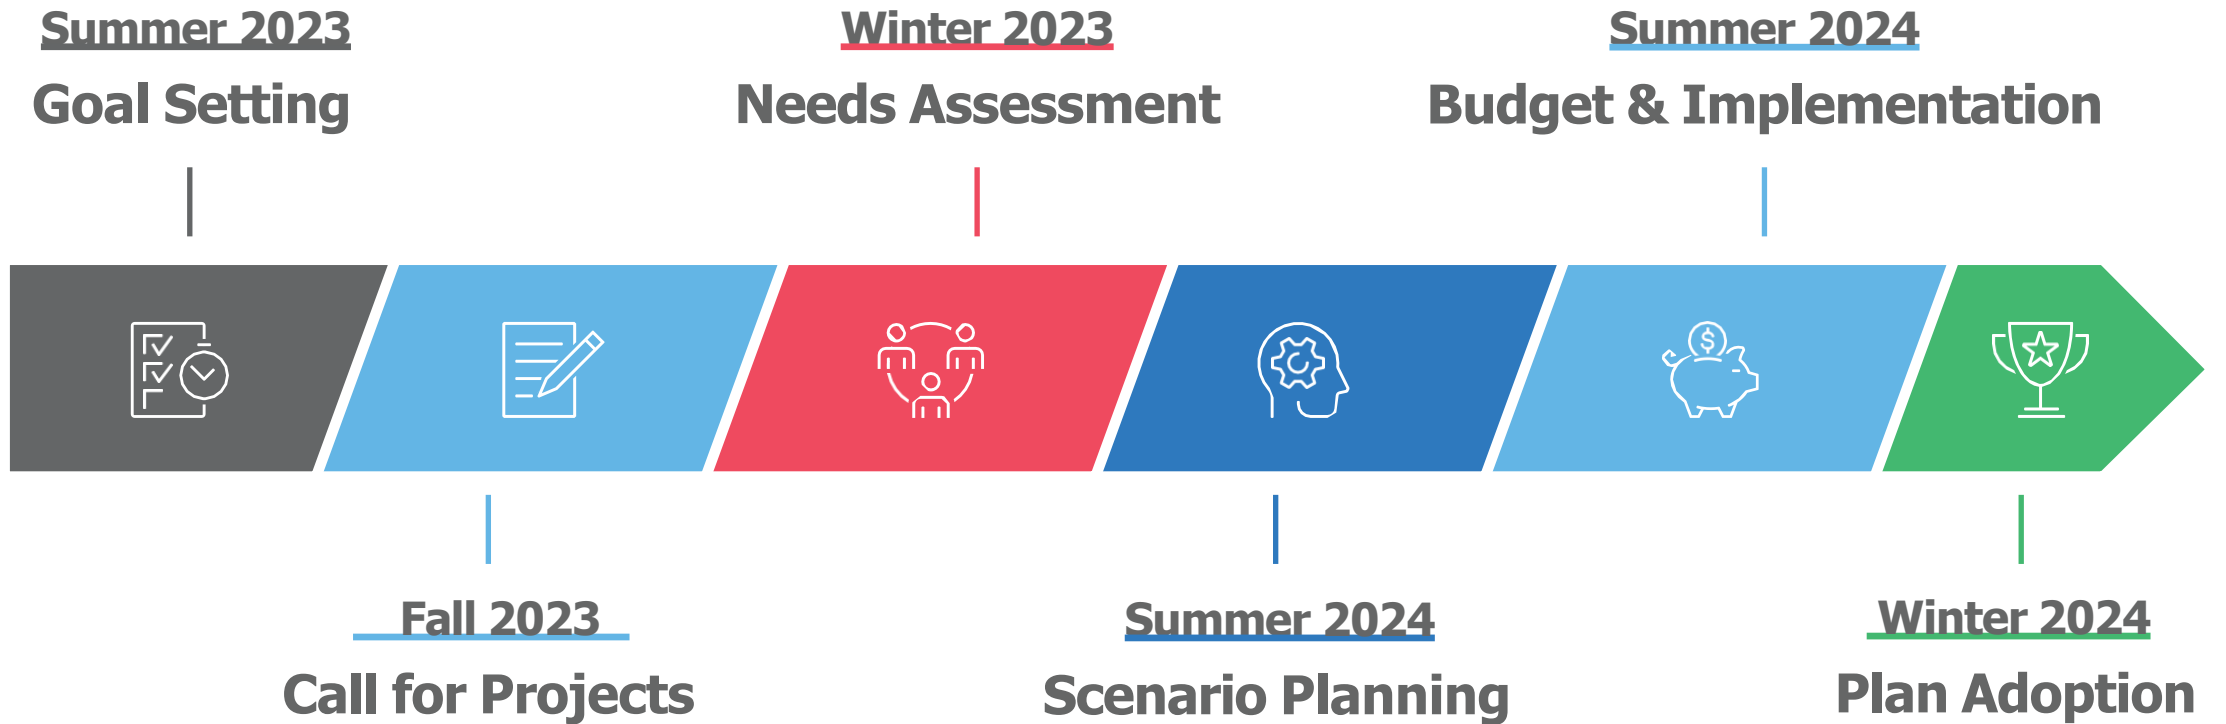 Summer 2023
Goal Setting
Winter 2023
Needs Assessment
Summer 2024
Budget & Implementation
$
Fall 2023
Call for Projects
Summer 2024
Scenario Planning
Winter 2024
Plan Adoption